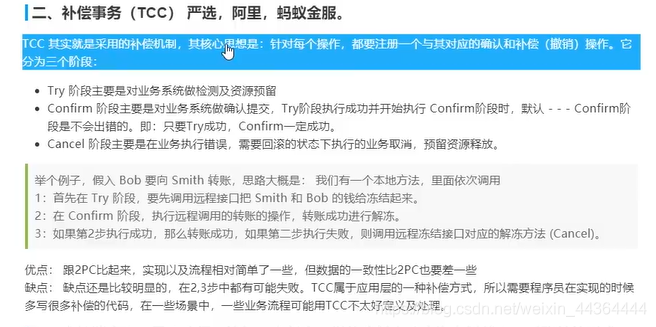 二、补偿事务（TCC） 严选，阿里，蚂蚁金服。
TCC 其实就是采用的补偿机制，其核心思想是：针对每个操作，都要注册一个与其对应的确认和补偿（撤销）操作。它
分为三个阶段：
• Try 阶段主要是对业务系统做检测及资源预留
• Confirm 阶段主要是对业务系统做确认提交，Try阶段执行成功并开始执行 Confirm阶段时，默认 - - - Confirm阶
段是不会出错的。即：只要Try成功，Confirm一定成功。
• Cancel 阶段主要是在业务执行错误，需要回滚的状态下执行的业务取消，预留资源释放。
举个例子，假入 Bob 要向 Smith 转账，思路大概是： 我们有一个本地方法，里面依次调用
1：首先在 Try 阶段，要先调用远程接口把 Smith 和 Bob 的钱给冻结起来。
2：在 Confirm 阶段，执行远程调用的转账的操作，转账成功进行解冻。
3：如果第2步执行成功，那么转账成功，如果第二步执行失败，则调用远程冻结接口对应的解冻方法 (Cancel)。
优点： 跟2PC比起来，实现以及流程相对简单了一些，但数据的一致性比2PC也要差一些
缺点： 缺点还是比较明显的，在2,3步中都有可能失败。TCC属于应用层的一种补偿方式，所以需要程序员在实现的时候
多写很多补偿的代码，在一些场景中，一些业务流程可能用TCC不太好定义及处理。
https://blog.csdn.net/weixin_44364444